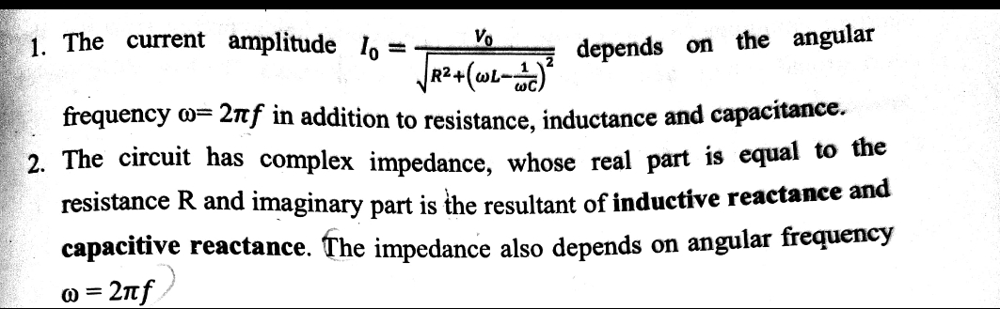 1. The current amplitude I₀ = V₀ / √(R² + (ωL − 1/ωC)²) depends on the angular
frequency ω= 2πf in addition to resistance, inductance and capacitance.
2. The circuit has complex impedance, whose real part is equal to the
resistance R and imaginary part is the resultant of inductive reactance and
capacitive reactance. The impedance also depends on angular frequency
ω = 2πf